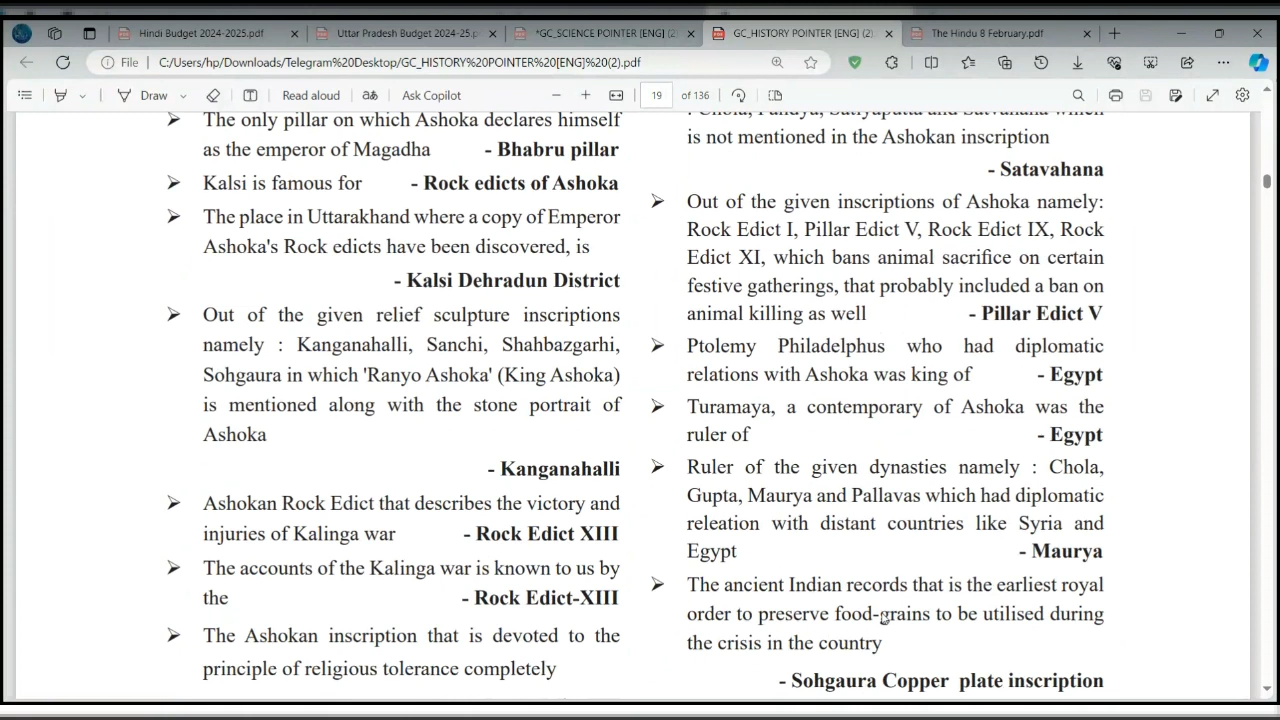 Hindi Budget 2024-2025.pdf
Uttar Pradesh Budget 2024-25.p
*GC_SCIENCE POINTER [ENG] (2)
GC_HISTORY POINTER [ENG] (2)
The Hindu 8 February.pdf
File
C:/Users/hp/Downloads/Telegram%20Desktop/GC_HISTORY%20POINTER%20[ENG]%20(2).pdf
Draw
Read aloud
Ask Copilot
19 of 136
The only pillar on which Ashoka declares himself
as the emperor of Magadha - Bhabru pillar
Kalsi is famous for - Rock edicts of Ashoka
The place in Uttarakhand where a copy of Emperor
Ashoka's Rock edicts have been discovered, is
- Kalsi Dehradun District
Out of the given relief sculpture inscriptions
namely : Kanganahalli, Sanchi, Shahbazgarhi,
Sohgaura in which 'Ranyo Ashoka' (King Ashoka)
is mentioned along with the stone portrait of
Ashoka
- Kanganahalli
Ashokan Rock Edict that describes the victory and
injuries of Kalinga war - Rock Edict XIII
The accounts of the Kalinga war is known to us by
the - Rock Edict-XIII
The Ashokan inscription that is devoted to the
principle of religious tolerance completely
: Chola, Pandya, Satiyaputta and Satvahana which
is not mentioned in the Ashokan inscription
- Satavahana
Out of the given inscriptions of Ashoka namely:
Rock Edict I, Pillar Edict V, Rock Edict IX, Rock
Edict XI, which bans animal sacrifice on certain
festive gatherings, that probably included a ban on
animal killing as well - Pillar Edict V
Ptolemy Philadelphus who had diplomatic
relations with Ashoka was king of - Egypt
Turamaya, a contemporary of Ashoka was the
ruler of - Egypt
Ruler of the given dynasties namely : Chola,
Gupta, Maurya and Pallavas which had diplomatic
releation with distant countries like Syria and
Egypt - Maurya
The ancient Indian records that is the earliest royal
order to preserve food-grains to be utilised during
the crisis in the country
- Sohgaura Copper plate inscription